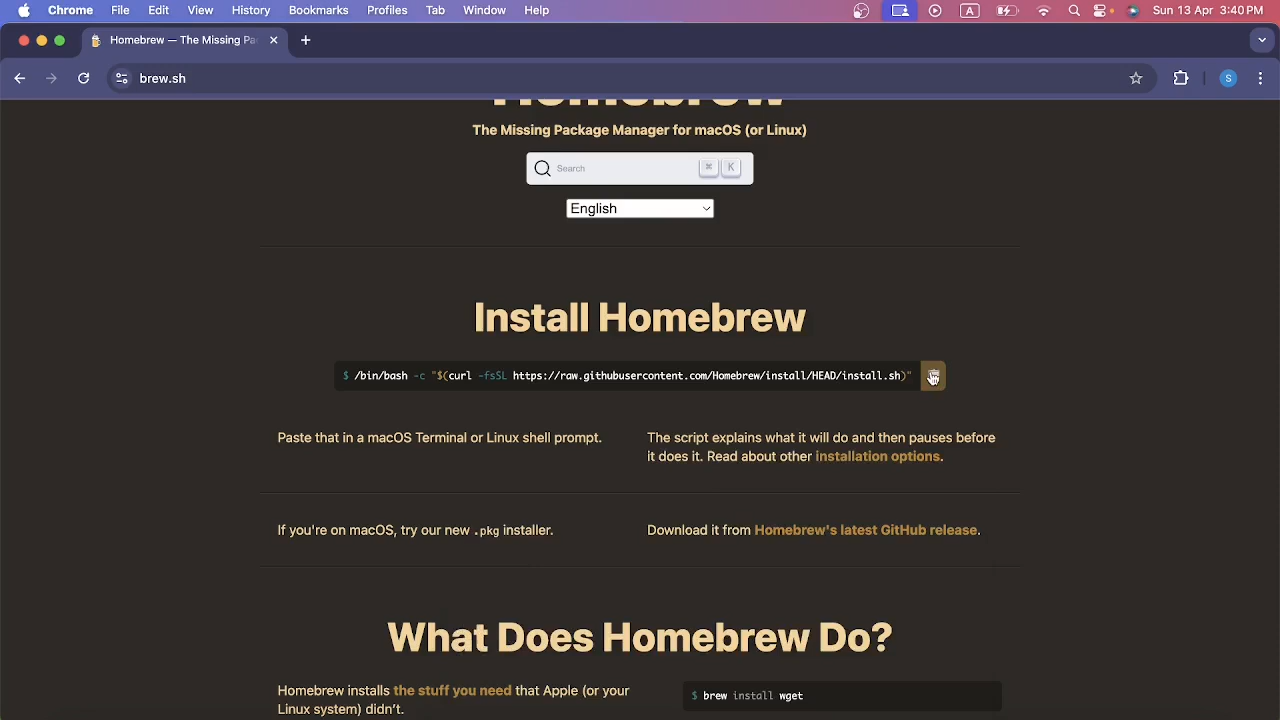 Chrome File Edit View History Bookmarks Profiles Tab Window Help A Sun 13 Apr 3:40 PM
Homebrew — The Missing Pa
brew.sh S
Homebrew
The Missing Package Manager for macOS (or Linux)
Search ⌘ K
English
Install Homebrew
$ /bin/bash -c "$(curl -fsSL https://raw.githubusercontent.com/Homebrew/install/HEAD/install.sh)"
Paste that in a macOS Terminal or Linux shell prompt.
The script explains what it will do and then pauses before
it does it. Read about other installation options.
If you're on macOS, try our new .pkg installer.
Download it from Homebrew's latest GitHub release.
What Does Homebrew Do?
Homebrew installs the stuff you need that Apple (or your
Linux system) didn't.
$ brew install wget